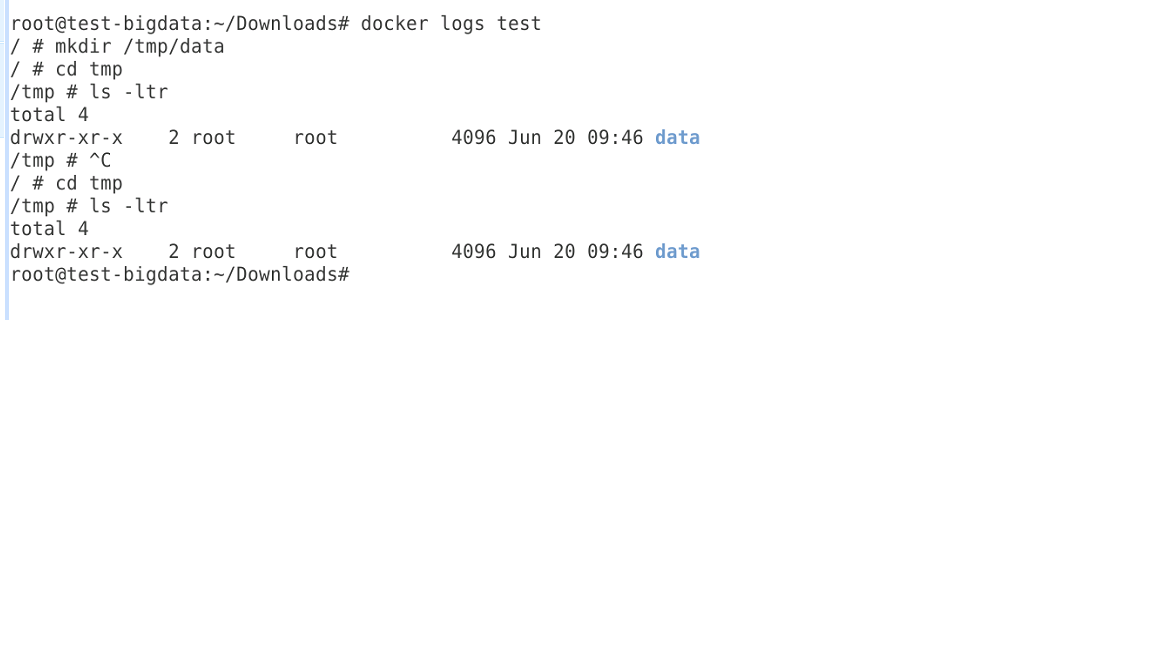 root@test-bigdata:~/Downloads# docker logs test
/ # mkdir /tmp/data
/ # cd tmp
/tmp # ls -ltr
total 4
drwxr-xr-x    2 root     root          4096 Jun 20 09:46 data
/tmp # ^C
/ # cd tmp
/tmp # ls -ltr
total 4
drwxr-xr-x    2 root     root          4096 Jun 20 09:46 data
root@test-bigdata:~/Downloads#